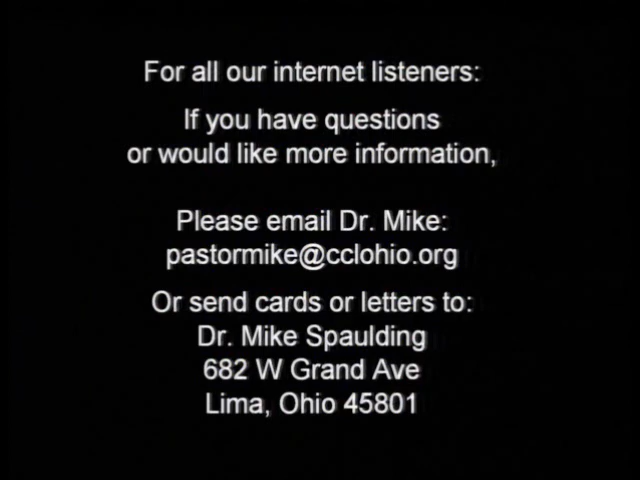 For all our internet listeners:
If you have questions
or would like more information,
Please email Dr. Mike:
pastormike@cclohio.org
Or send cards or letters to:
Dr. Mike Spaulding
682 W Grand Ave
Lima, Ohio 45801